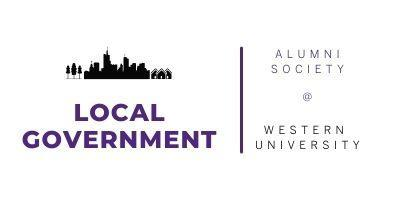 LOCAL
GOVERNMENT
ALUMNI
SOCIETY
@
WESTERN
UNIVERSITY